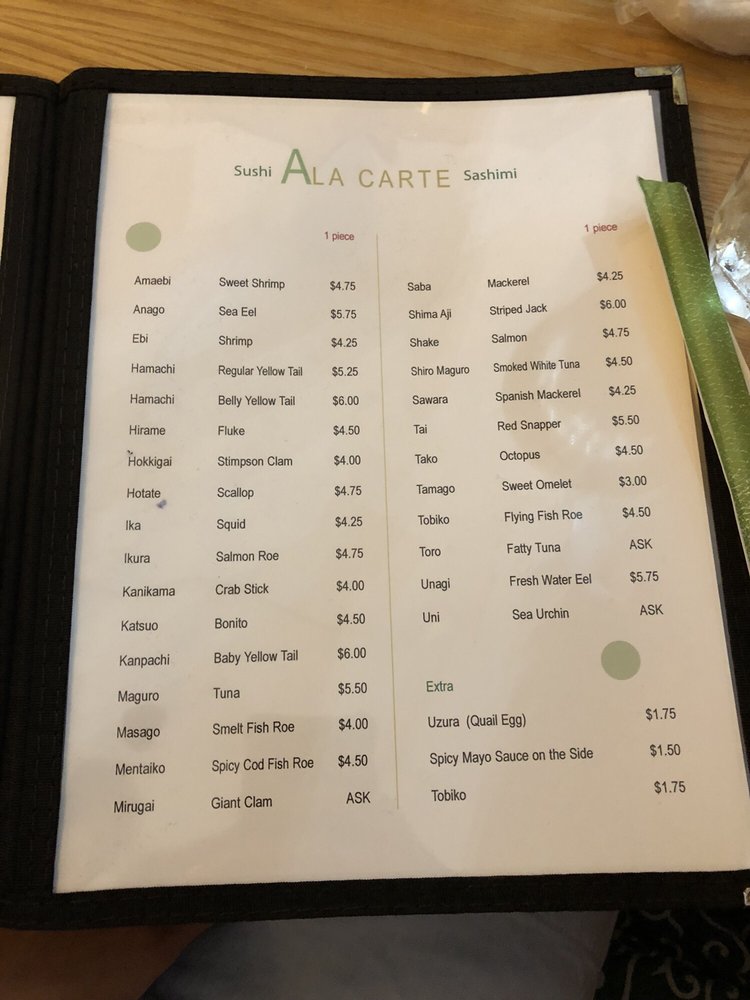 Sushi ALA CARTE Sashimi
1 piece
Amaebi Sweet Shrimp $4.75
Anago Sea Eel $5.75
Ebi Shrimp $4.25
Hamachi Regular Yellow Tail $5.25
Hamachi Belly Yellow Tail $6.00
Hirame Fluke $4.50
Hokkigai Stimpson Clam $4.00
Hotate Scallop $4.75
Ika Squid $4.25
Ikura Salmon Roe $4.75
Kanikama Crab Stick $4.00
Katsuo Bonito $4.50
Kanpachi Baby Yellow Tail $6.00
Maguro Tuna $5.50
Masago Smelt Fish Roe $4.00
Mentaiko Spicy Cod Fish Roe $4.50
Mirugai Giant Clam ASK
1 piece
Saba Mackerel $4.25
Shima Aji Striped Jack $6.00
Shake Salmon $4.75
Shiro Maguro Smoked Wihite Tuna $4.50
Sawara Spanish Mackerel $4.25
Tai Red Snapper $5.50
Tako Octopus $4.50
Tamago Sweet Omelet $3.00
Tobiko Flying Fish Roe $4.50
Toro Fatty Tuna ASK
Unagi Fresh Water Eel $5.75
Uni Sea Urchin ASK
Extra
Uzura (Quail Egg) $1.75
Spicy Mayo Sauce on the Side $1.50
Tobiko $1.75